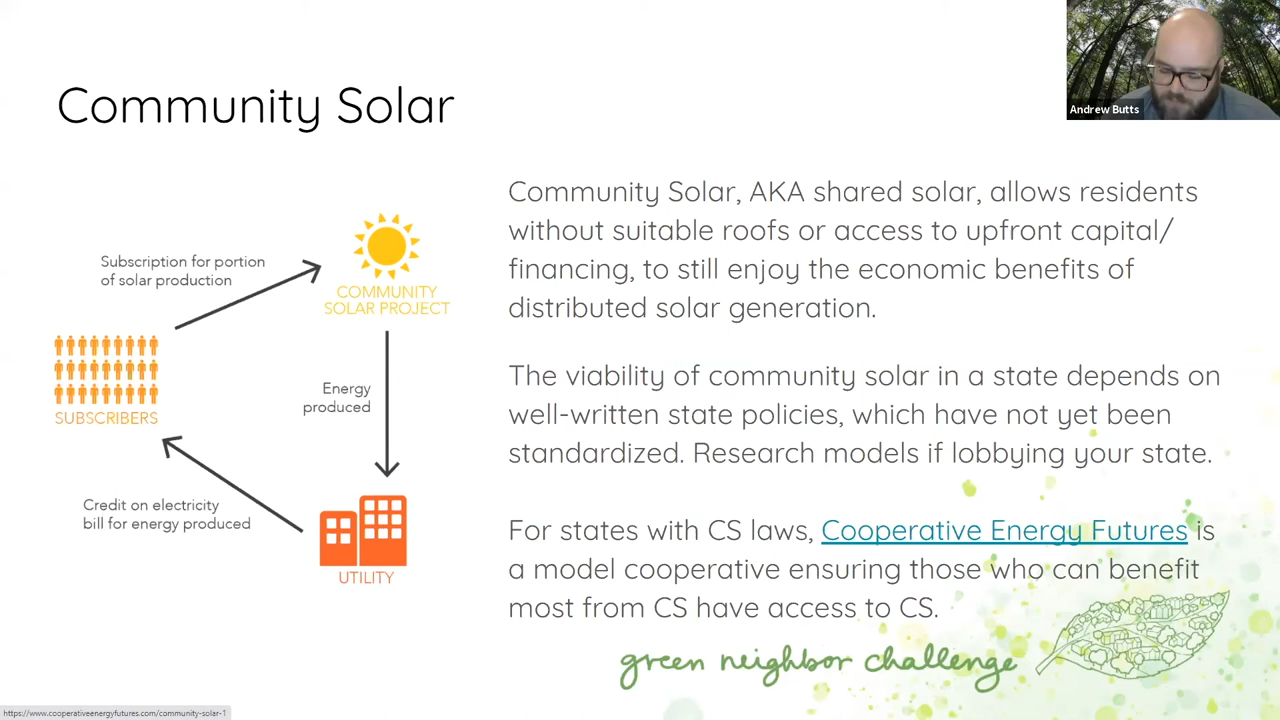 Andrew Butts
Community Solar
Subscription for portion
of solar production
COMMUNITY
SOLAR PROJECT
SUBSCRIBERS
Energy
produced
Credit on electricity
bill for energy produced
UTILITY
Community Solar, AKA shared solar, allows residents
without suitable roofs or access to upfront capital/
financing, to still enjoy the economic benefits of
distributed solar generation.
The viability of community solar in a state depends on
well-written state policies, which have not yet been
standardized. Research models if lobbying your state.
For states with CS laws, Cooperative Energy Futures is
a model cooperative ensuring those who can benefit
most from CS have access to CS.
green neighbor challenge
https://www.cooperativeenergyfutures.com/community-solar-1